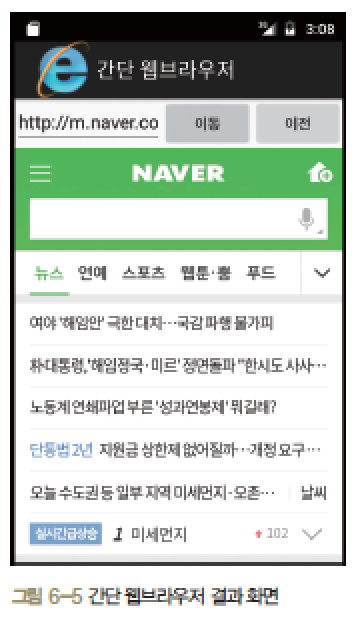 3:08
간단 웹브라우저
http://m.naver.co 이동 이전
NAVER
뉴스 연예 스포츠 웹툰·뿜 푸드
여야 '해임안' 극한 대치…국감 파행 불가피
朴대통령, '해임정국·미르' 정면돌파 "한시도 사사…
노동계 연쇄파업 부른 '성과연봉제' 뭐길래?
단통법 2년 지원금 상한제 없어질까…개정 요구…
오늘 수도권 등 일부 지역 미세먼지·오존… 날씨
실시간급상승 1 미세먼지 102
그림 6-5 간단 웹브라우저 결과 화면